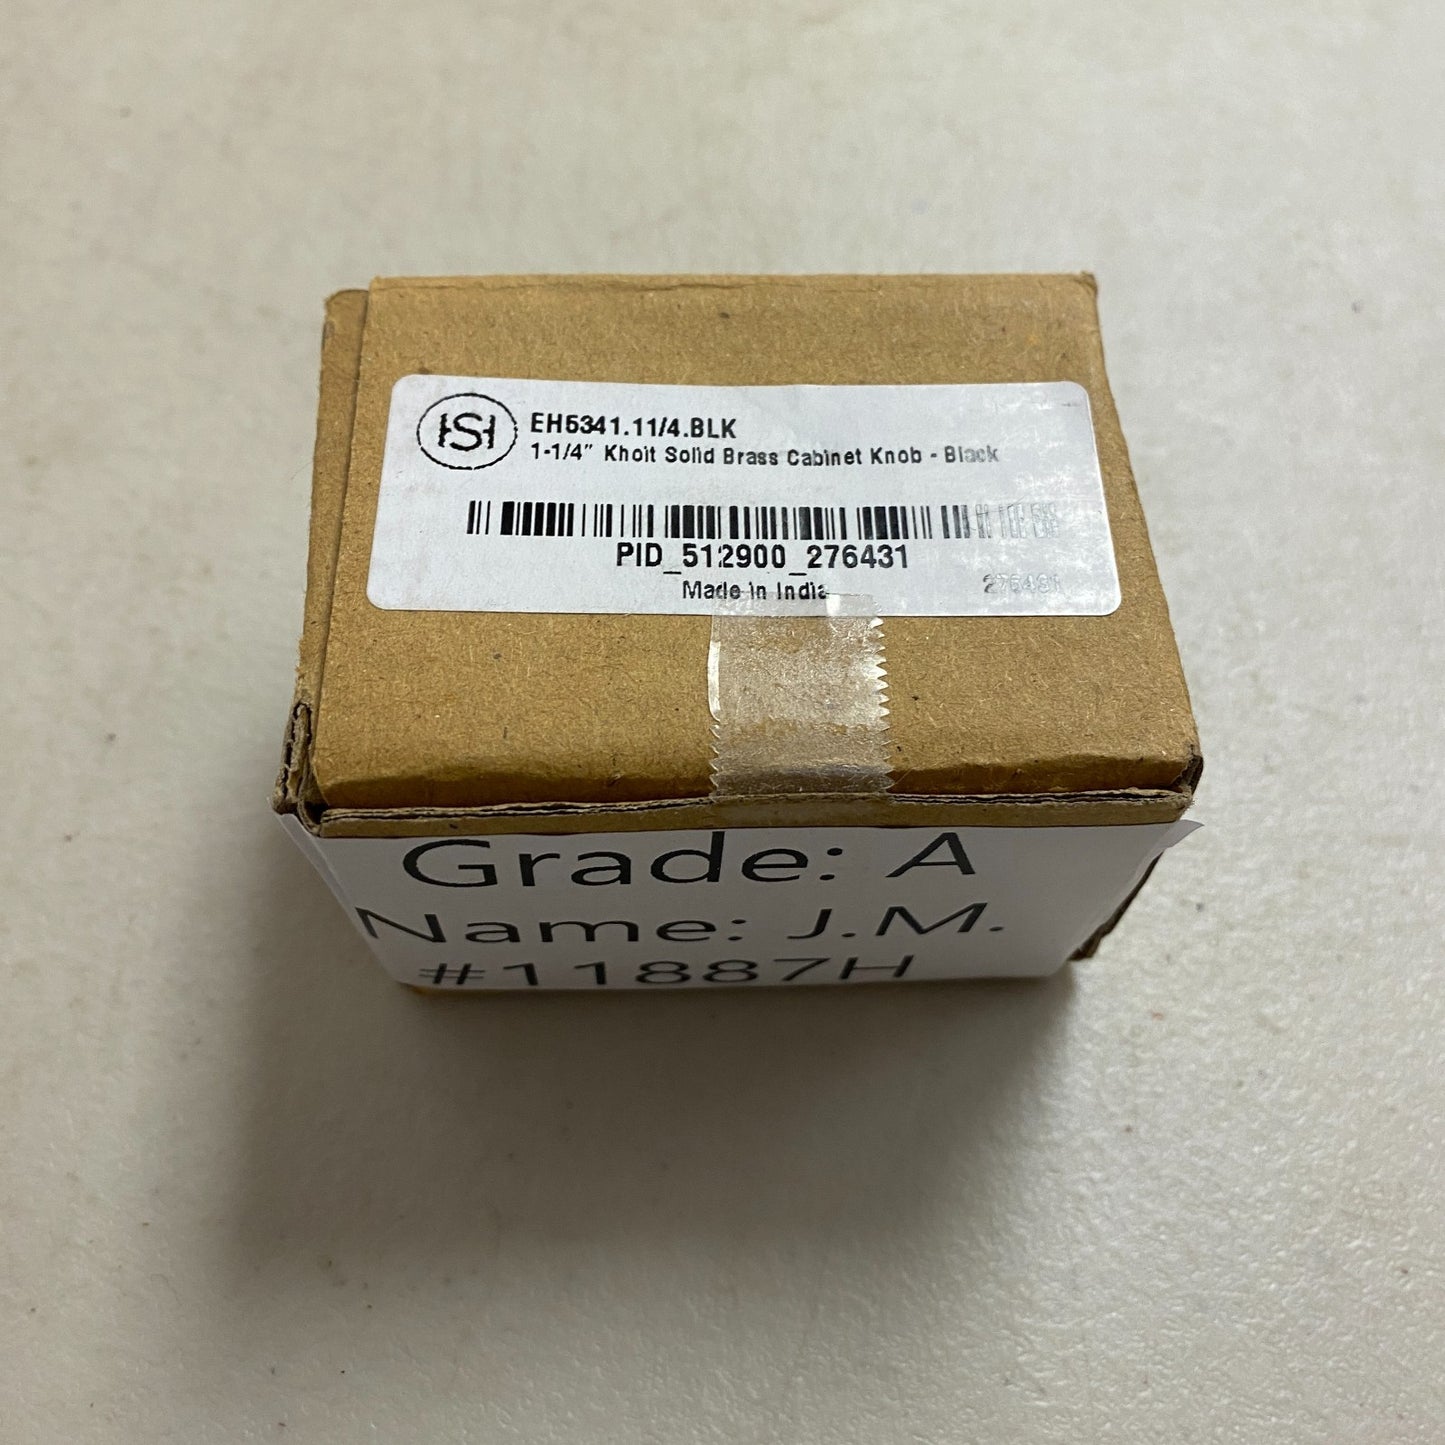 HSH
EH5341.11/4.BLK
1-1/4" Khoit Solid Brass Cabinet Knob - Black
PID_512900_276431
Made in India
276431
Grade: A
Name: J.M.
#11887H